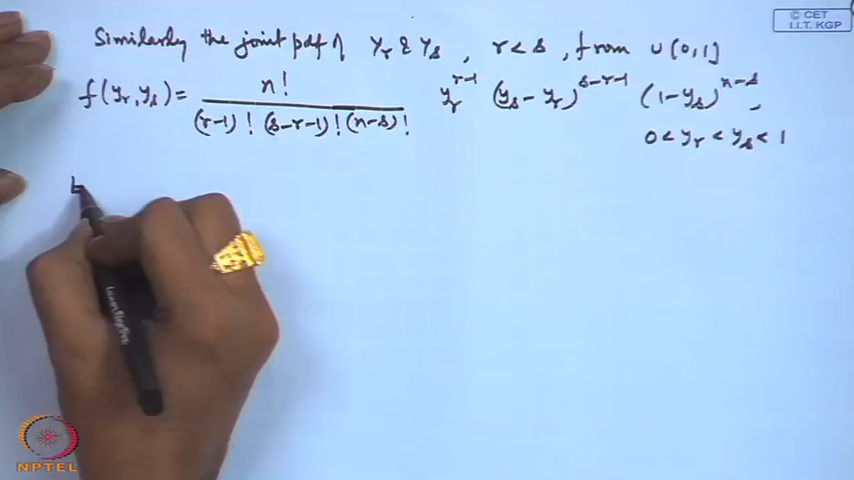 © CET
I.I.T. KGP
Similarly the joint pdf of Yr & Ys, r < s, from U[0,1]
f(yr, ys) = n! / (r-1)! (s-r-1)! (n-s)! yr^(r-1) (ys - yr)^(s-r-1) (1-ys)^(n-s),
0 < yr < ys < 1
NPTEL